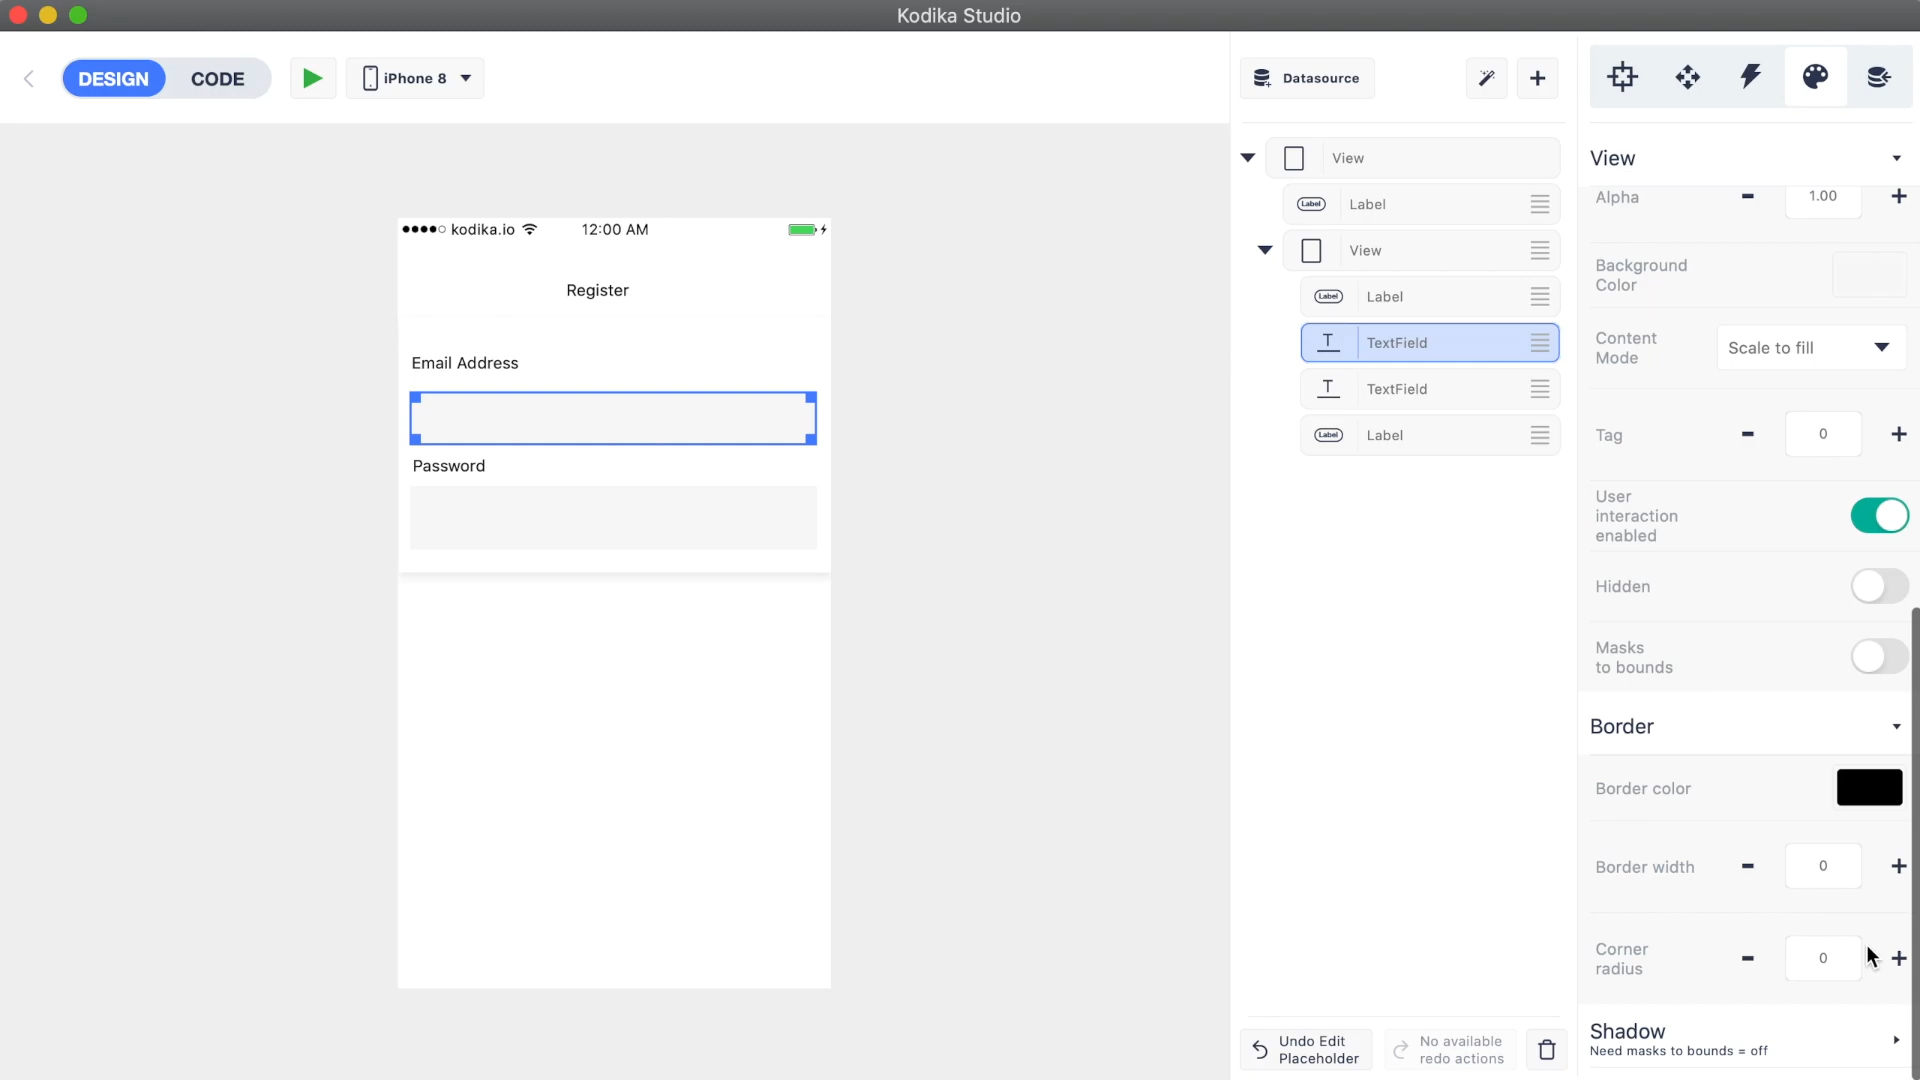 Kodika Studio
DESIGN
CODE
iPhone 8
Datasource
View
Label
Label
View
Label
Label
TextField
TextField
Label
Label
kodika.io
12:00 AM
Register
Email Address
Password
View
Alpha
1.00
Background
Color
Content
Mode
Scale to fill
Tag
0
User
interaction
enabled
Hidden
Masks
to bounds
Border
Border color
Border width
0
Corner
radius
0
Shadow
Need masks to bounds = off
Undo Edit
Placeholder
No available
redo actions